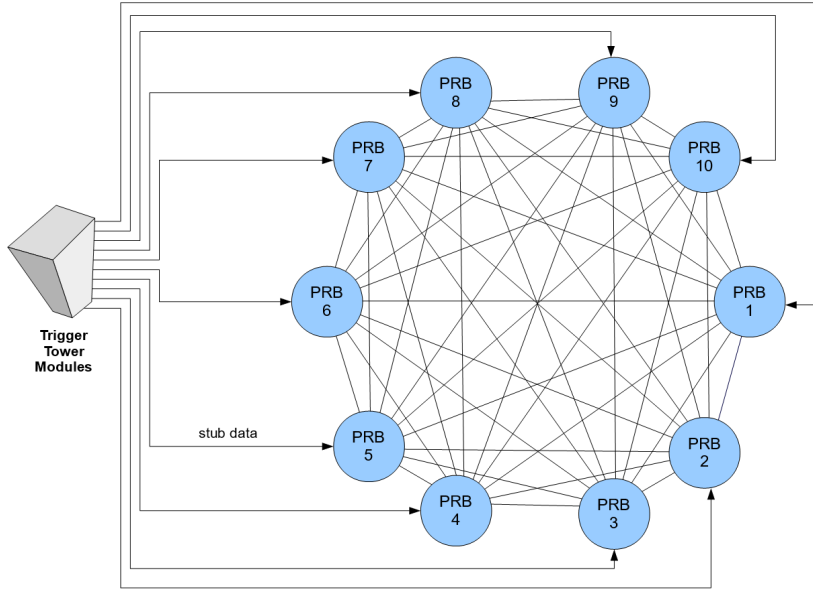 PRB
8
PRB
9
PRB
7
PRB
10
PRB
6
PRB
1
Trigger
Tower
Modules
stub data
PRB
5
PRB
2
PRB
4
PRB
3